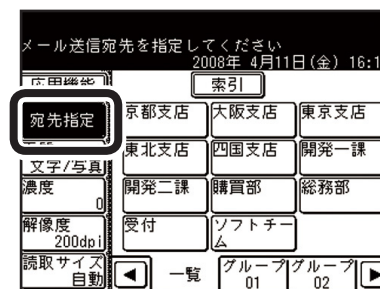 メール送信宛先を指定してください
2008年 4月11日(金) 16:1
応用機能 索引
宛先指定 京都支店 大阪支店 東京支店
文字/写真 東北支店 四国支店 開発一課
濃度 0 開発二課 購買部 総務部
解像度 200dpi 受付 ソフトチーム
読取サイズ 自動 一覧 グループ01 グループ02